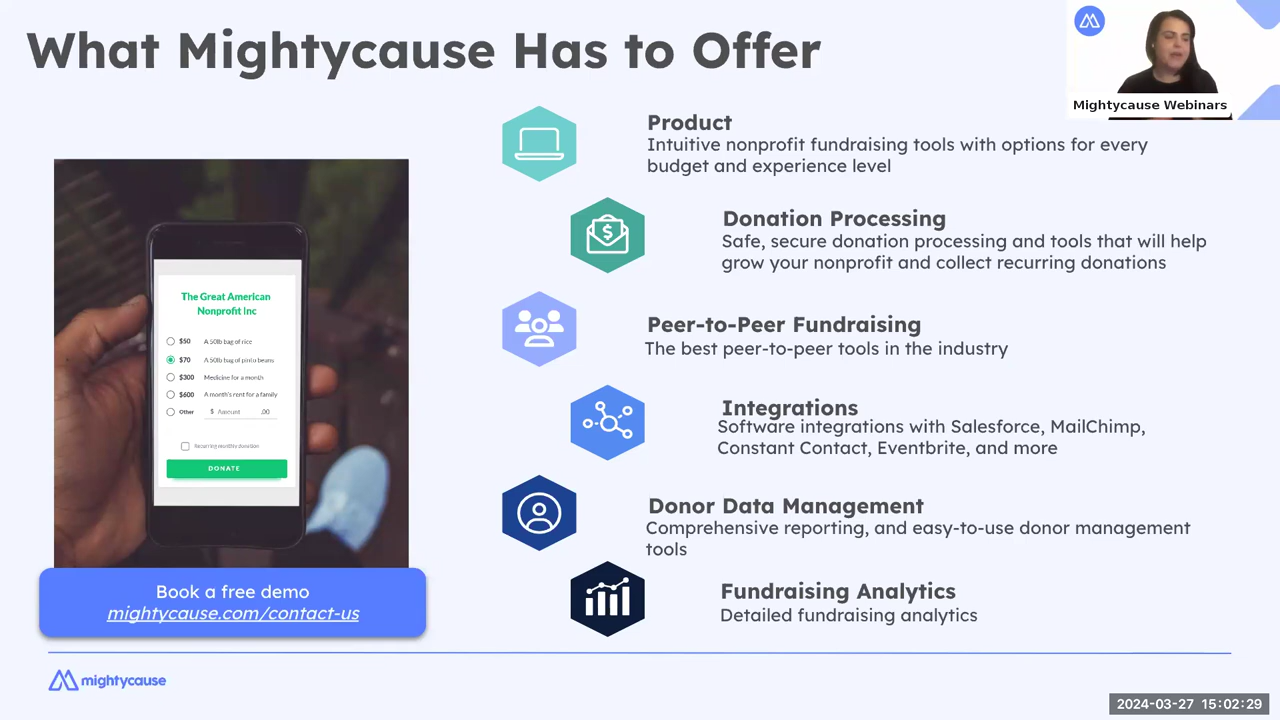 What Mightycause Has to Offer
Mightycause Webinars
Product
Intuitive nonprofit fundraising tools with options for every
budget and experience level
Donation Processing
Safe, secure donation processing and tools that will help
grow your nonprofit and collect recurring donations
Peer-to-Peer Fundraising
The best peer-to-peer tools in the industry
Integrations
Software integrations with Salesforce, MailChimp,
Constant Contact, Eventbrite, and more
Donor Data Management
Comprehensive reporting, and easy-to-use donor management
tools
Fundraising Analytics
Detailed fundraising analytics
The Great American
Nonprofit Inc
$50 A 50lb bag of rice
$70 A 50lb bag of pinto beans
$300 Medicine for a month
$600 A month's rent for a family
Other $ Amount .00
Recurring monthly donation
DONATE
Book a free demo
mightycause.com/contact-us
mightycause
2024-03-27 15:02:29